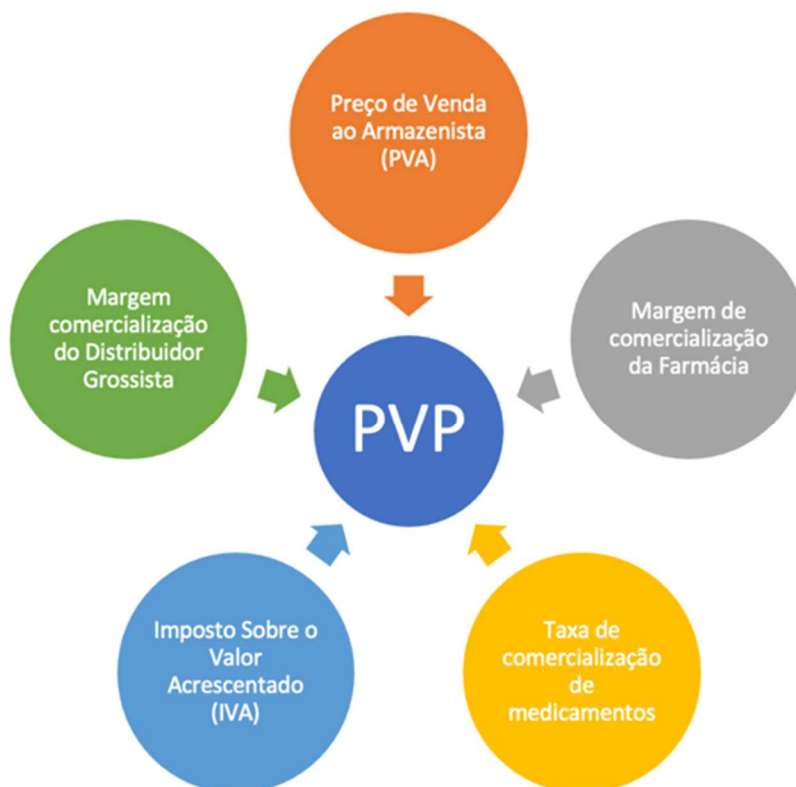 Preço de Venda
ao Armazenista
(PVA)
Margem
comercialização
do Distribuidor
Grossista
Margem de
comercialização
da Farmácia
PVP
Imposto Sobre o
Valor
Acrescentado
(IVA)
Taxa de
comercialização
de
medicamentos